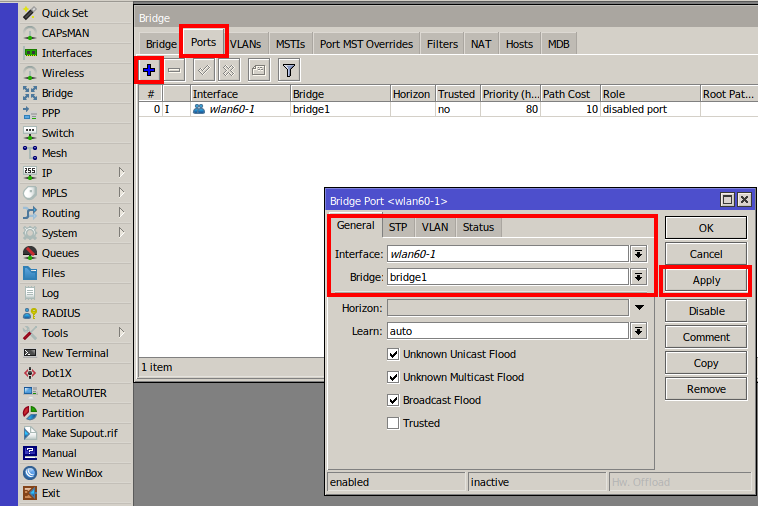 Quick Set
CAPsMAN
Interfaces
Wireless
Bridge
PPP
Switch
Mesh
IP
MPLS
Routing
System
Queues
Files
Log
RADIUS
Tools
New Terminal
Dot1X
MetaROUTER
Partition
Make Supout.rif
Manual
New WinBox
Exit
Bridge
Bridge Ports VLANs MSTIs Port MST Overrides Filters NAT Hosts MDB
# Interface Bridge Horizon Trusted Priority (h... Path Cost Role Root Pat...
0 I wlan60-1 bridge1 no 80 10 disabled port
1 item
Bridge Port <wlan60-1>
General STP VLAN Status
Interface: wlan60-1
Bridge: bridge1
Horizon:
Learn: auto
Unknown Unicast Flood
Unknown Multicast Flood
Broadcast Flood
Trusted
OK
Cancel
Apply
Disable
Comment
Copy
Remove
enabled inactive Hw. Offload